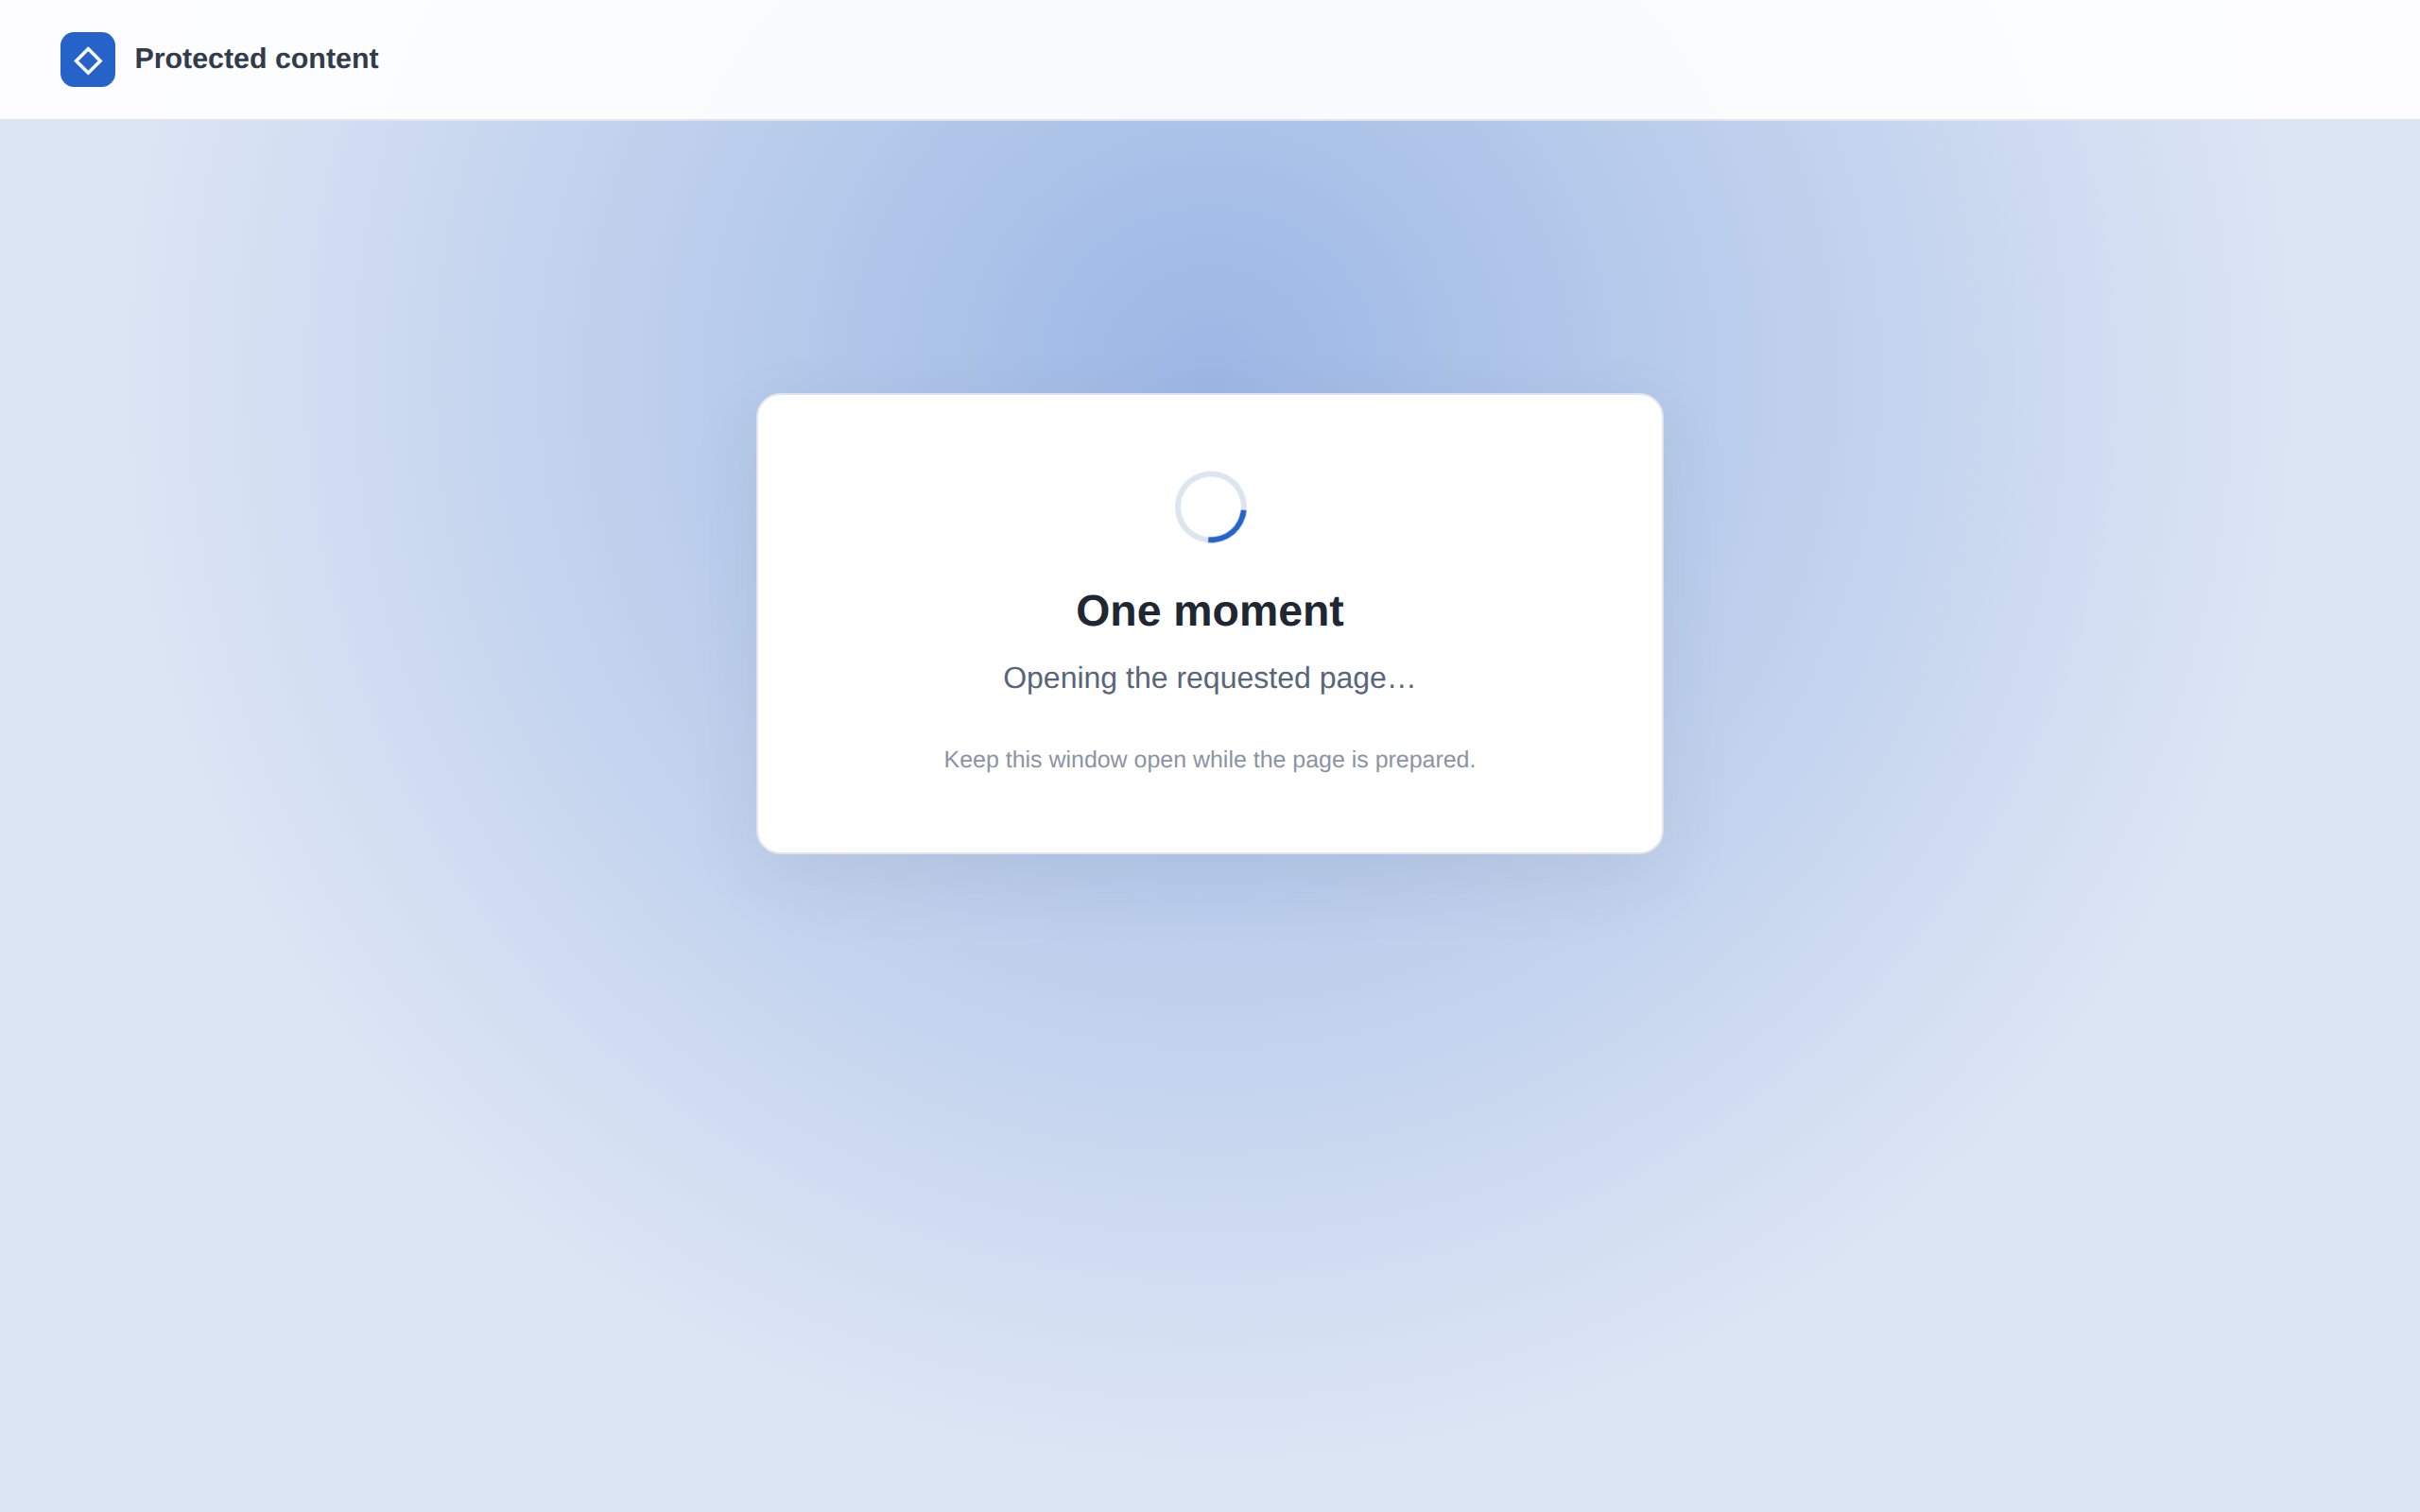 Protected content
One moment
Opening the requested page…
Keep this window open while the page is prepared.